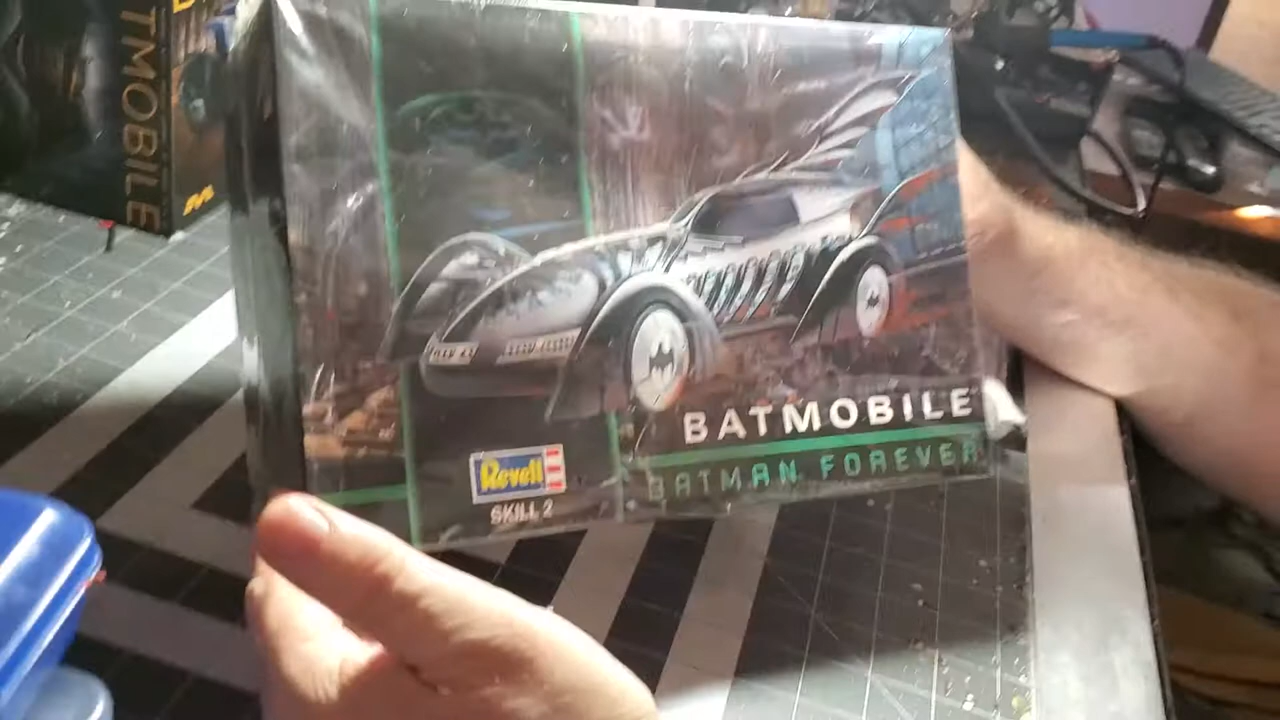 TMOBILE
BATMOBILE
BATMAN FOREVER
Revell
SKILL 2